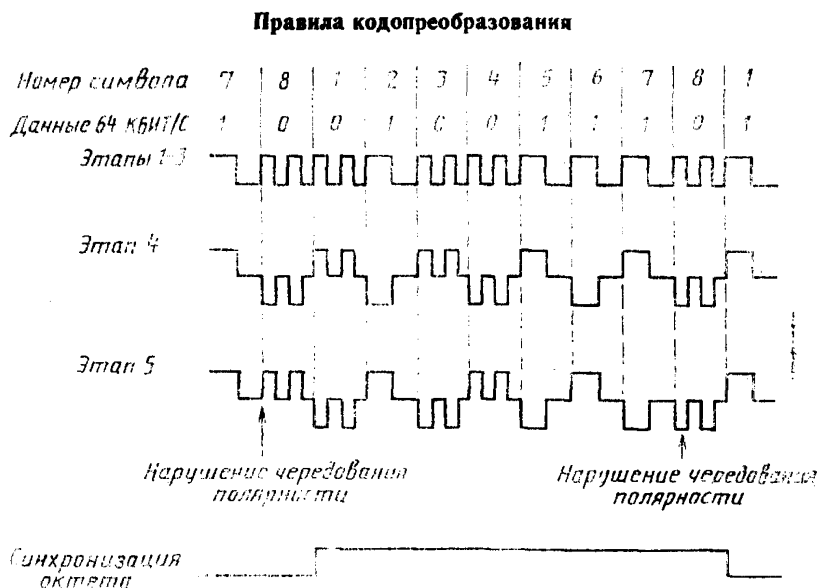 Правила кодопреобразования
Номер символа 7 8 1 2 3 4 5 6 7 8 1
Данные 64 КБИТ/С 1 0 0 1 0 0 1 1 1 0 1
Этапы 1-3
Этап 4
Этап 5
Нарушение чередования полярности
Нарушение чередования полярности
Синхронизация октета